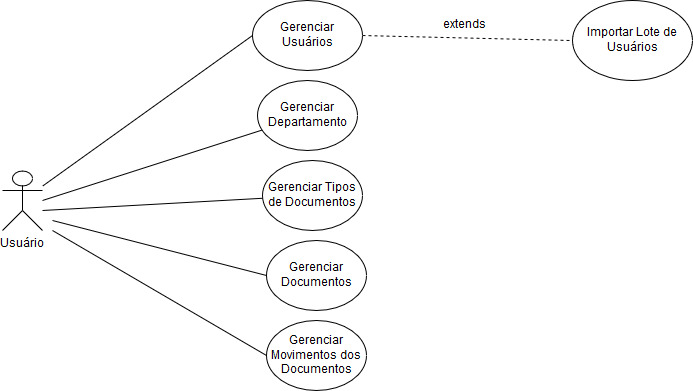 Gerenciar
Usuários
extends
Importar Lote de
Usuários
Gerenciar
Departamento
Gerenciar Tipos
de Documentos
Usuário
Gerenciar
Documentos
Gerenciar
Movimentos dos
Documentos